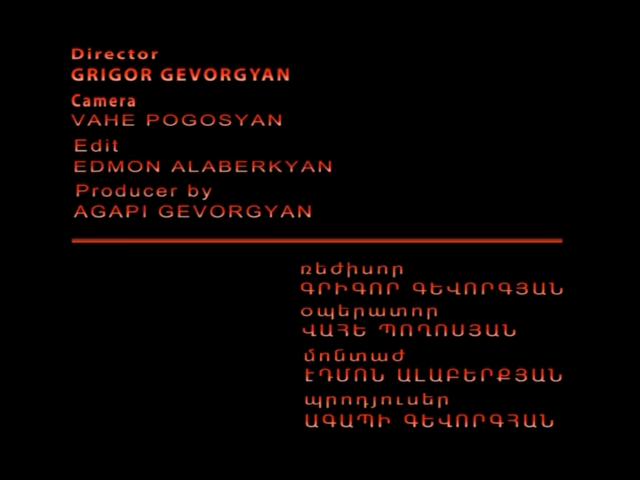 Director
GRIGOR GEVORGYAN
Camera
VAHE POGOSYAN
Edit
EDMON ALABERKYAN
Producer by
AGAPI GEVORGYAN
ռեժիսոր
ԳՐԻԳՈՐ ԳԵՎՈՐԳՅԱՆ
օպերատոր
ՎԱՀԵ ՊՈՂՈՍՅԱՆ
մոնտաժ
ԷԴՄՈՆ ԱԼԱԲԵՐՔՅԱՆ
պրոդյուսեր
ԱԳԱՊԻ ԳԵՎՈՐԳՀԱՆ